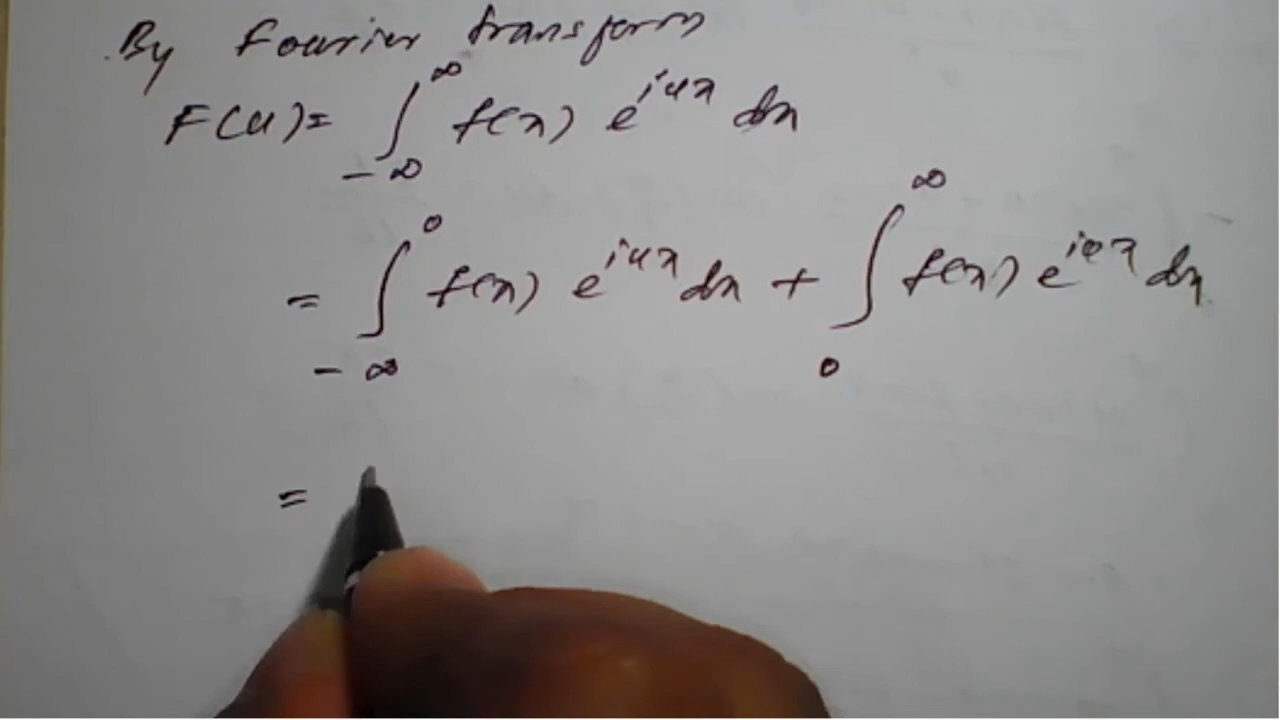 By Fourier transform
F(u) = ∫_{-∞}^{∞} f(x) e^{iux} dx
= ∫_{-∞}^{0} f(x) e^{iux} dx + ∫_{0}^{∞} f(x) e^{iux} dx
=